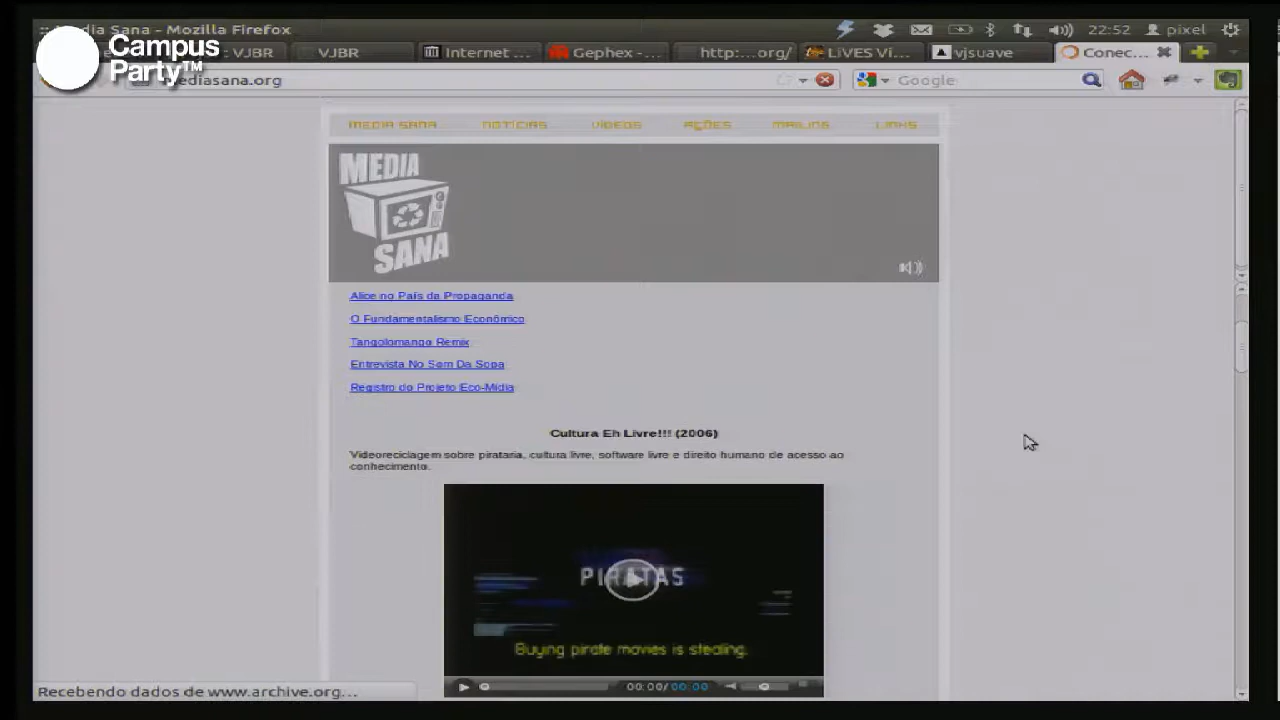 Media Sana - Mozilla Firefox
22:52
pixel
Campus
Party™
: VJBR
VJBR
Internet ...
Gephex - ...
http:....org/
LiVES Vi...
vjsuave
Conec...
ediasana.org
Google
MEDIA SANA
NOTÍCIAS
VÍDEOS
AÇÕES
MAILING
LINKS
MEDIA
SANA
Alice no País da Propaganda
O Fundamentalismo Econômico
Tangolomango Remix
Entrevista No Som Da Sopa
Registro do Projeto Eco-Mídia
Cultura Eh Livre!!! (2006)
Videoreciclagem sobre pirataria, cultura livre, software livre e direito humano de acesso ao
conhecimento.
PIRATAS
Buying pirate movies is stealing.
00:00/00:00
Recebendo dados de www.archive.org...